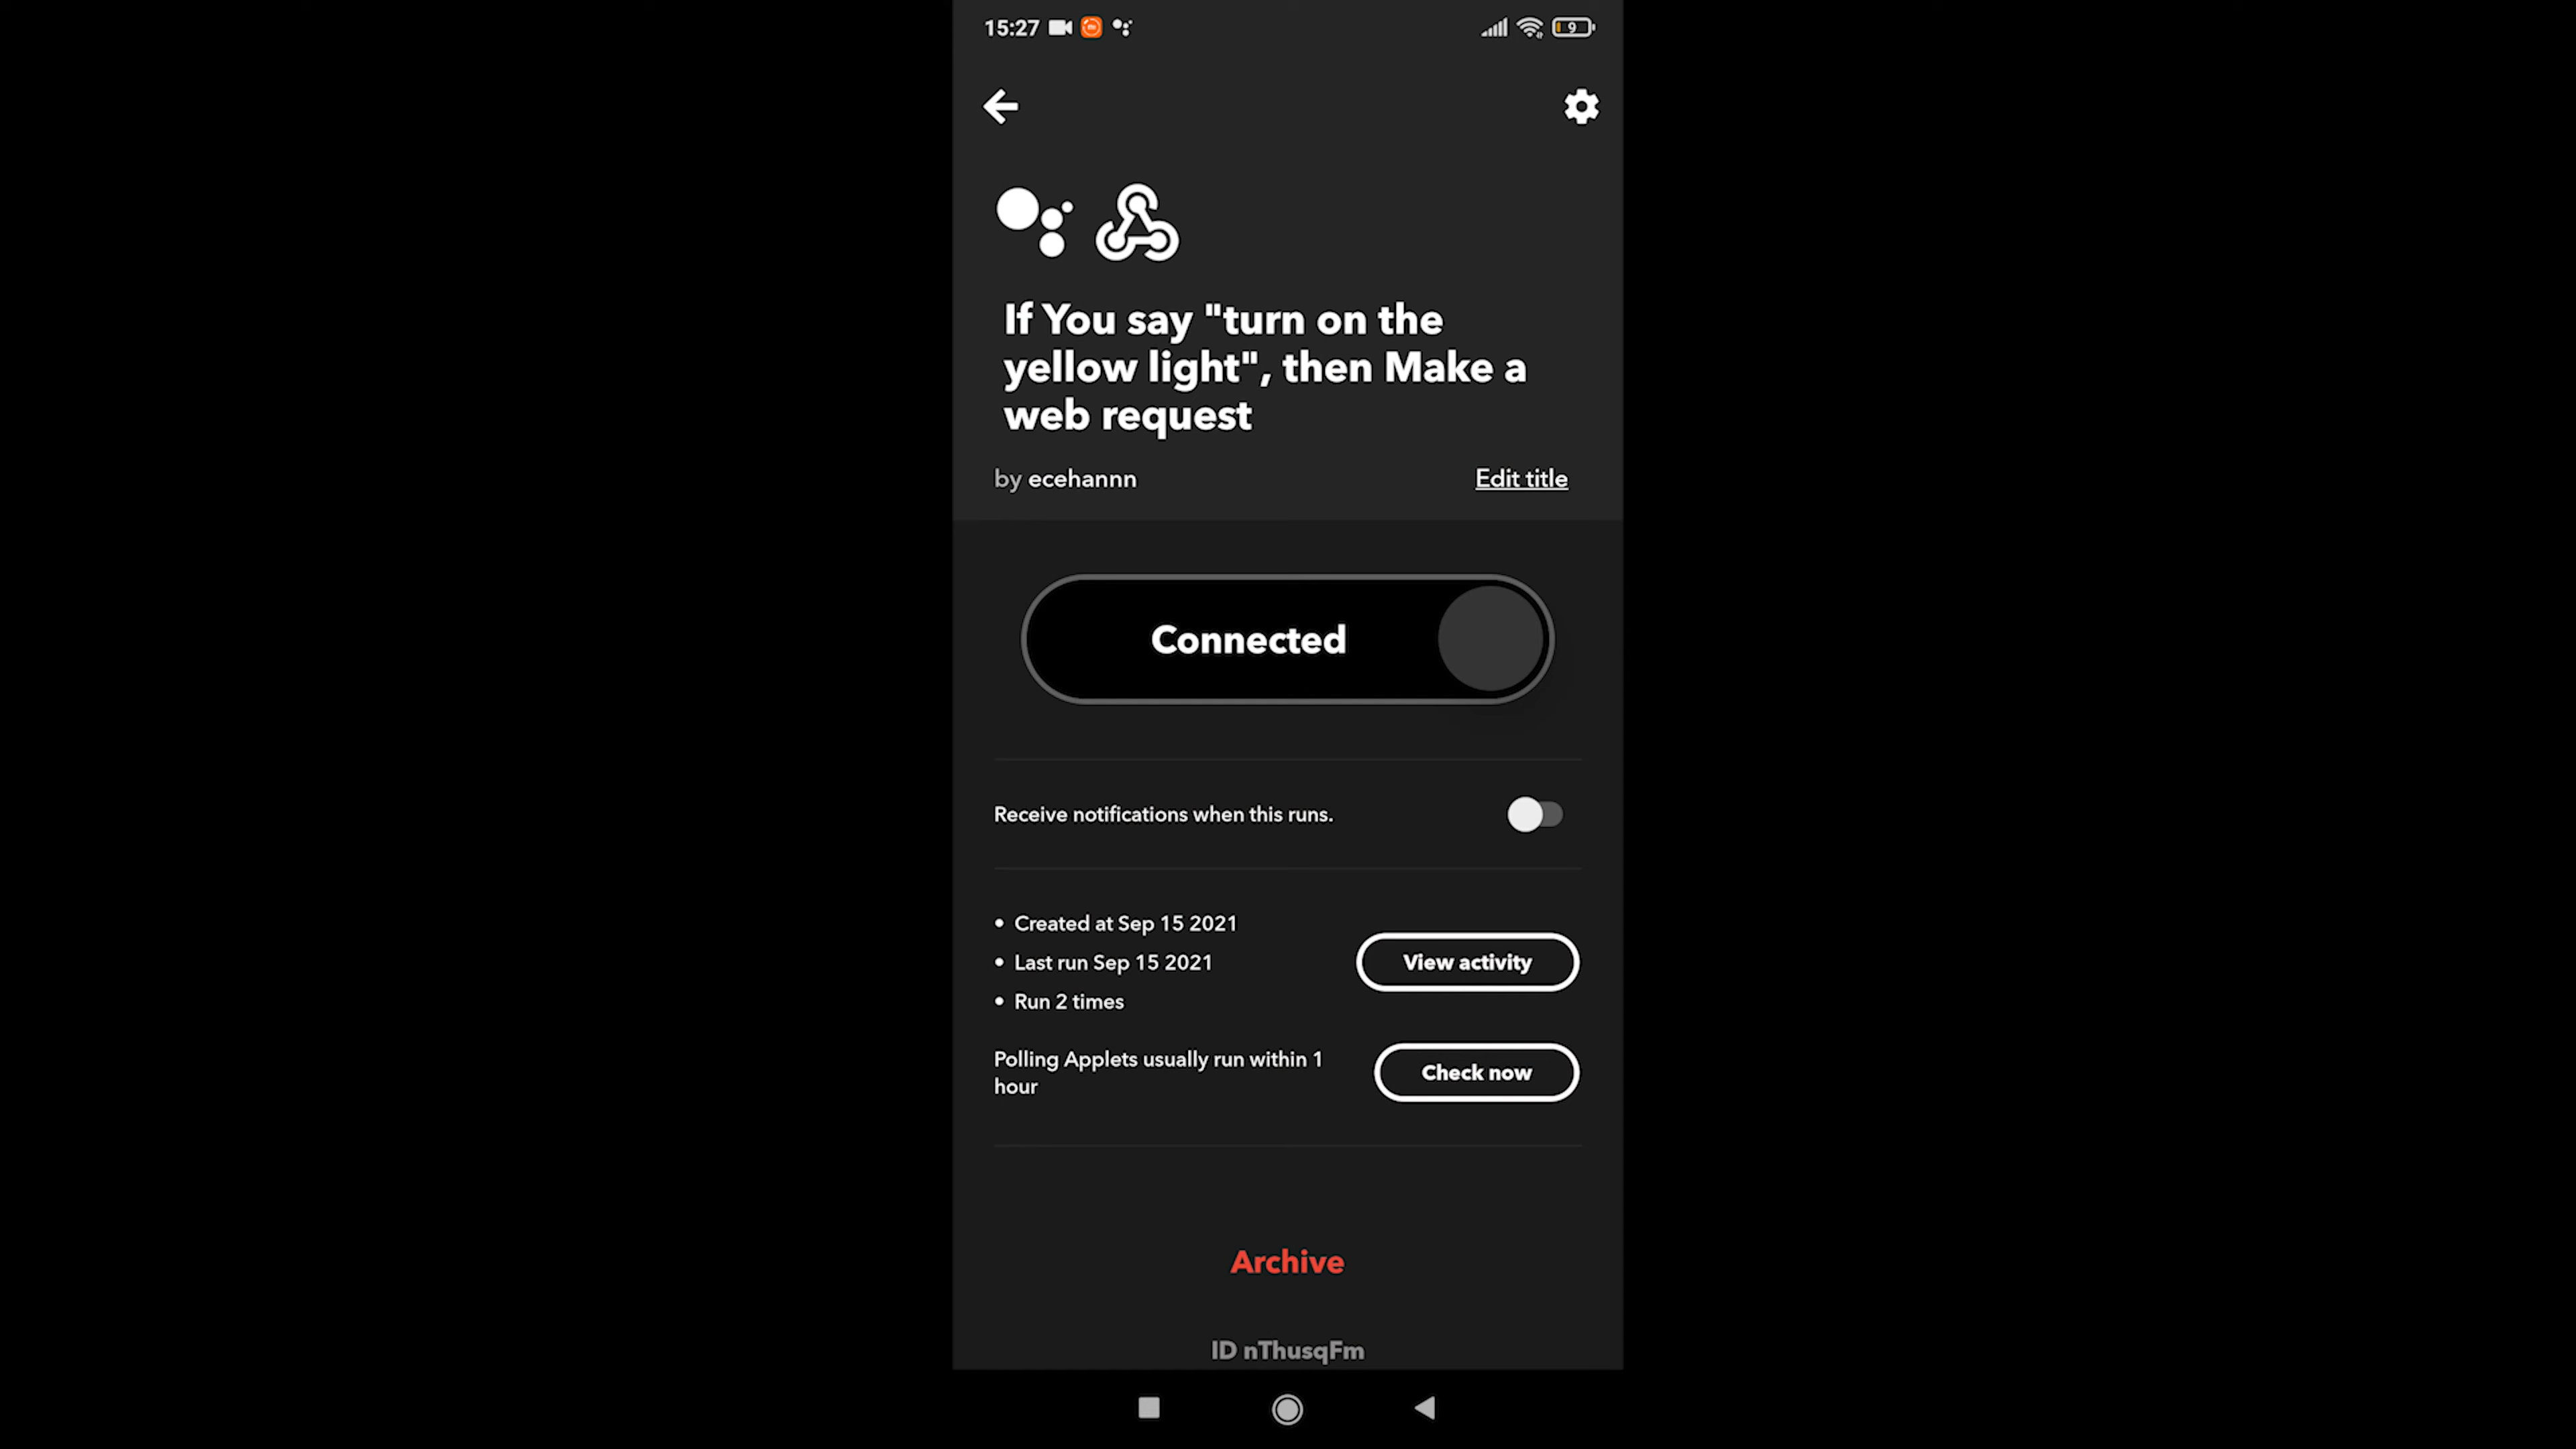 15:27
9
If You say "turn on the
yellow light", then Make a
web request
by ecehannn
Edit title
Connected
Receive notifications when this runs.
• Created at Sep 15 2021
• Last run Sep 15 2021
• Run 2 times
View activity
Polling Applets usually run within 1
hour
Check now
Archive
ID nThusqFm